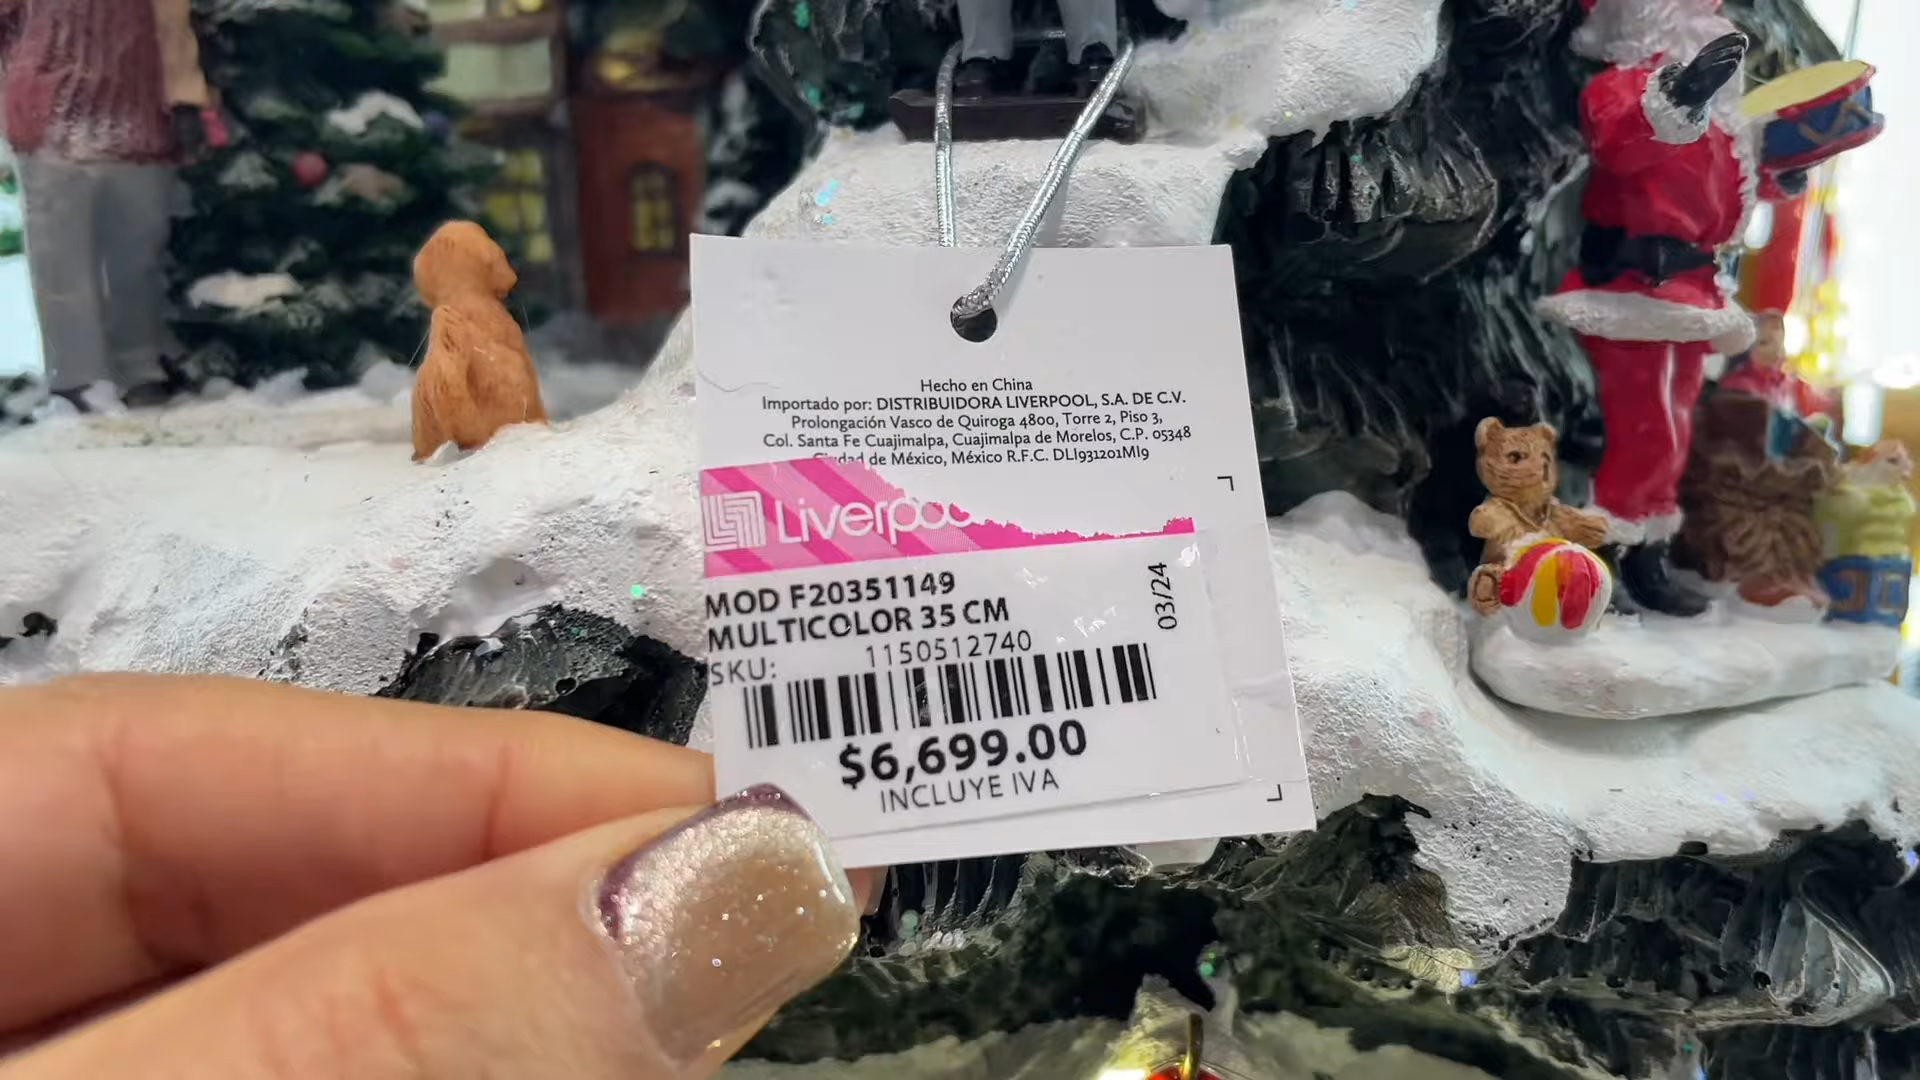 Hecho en China
Importado por: DISTRIBUIDORA LIVERPOOL, S.A. DE C.V.
Prolongación Vasco de Quiroga 4800, Torre 2, Piso 3,
Col. Santa Fe Cuajimalpa, Cuajimalpa de Morelos, C.P. 05348
Ciudad de México, México R.F.C. DLI931201MI9
Liverpool
MOD F20351149
MULTICOLOR 35 CM
03/24
SKU: 1150512740
$6,699.00
INCLUYE IVA